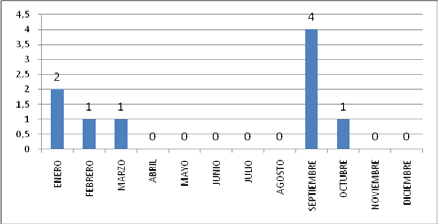 4,5
4
3,5
3
2,5
2
1,5
1
0,5
0
2
1
1
0
0
0
0
0
4
1
0
0
ENERO
FEBRERO
MARZO
ABRIL
MAYO
JUNIO
JULIO
AGOSTO
SEPTIEMBRE
OCTUBRE
NOVIEMBRE
DICIEMBRE